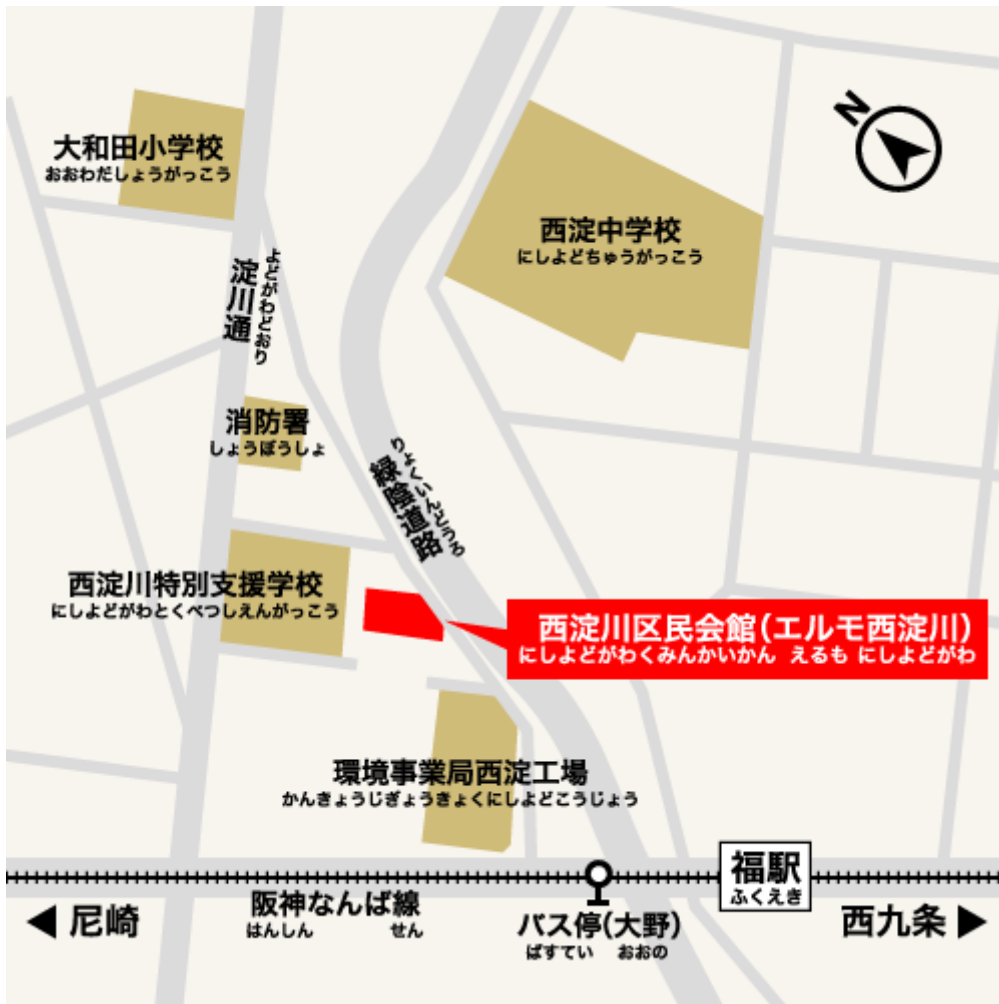 N
大和田小学校
おおわだしょうがっこう
西淀中学校
にしよどちゅうがっこう
淀川通
よどがわどおり
消防署
しょうぼうしょ
緑陰道路
りょくいんどうろ
西淀川特別支援学校
にしよどがわとくべつしえんがっこう
西淀川区民会館(エルモ西淀川)
にしよどがわくみんかいかん えるも にしよどがわ
環境事業局西淀工場
かんきょうじぎょうきょくにしよどこうじょう
福駅
ふくえき
◀ 尼崎
阪神なんば線
はんしん せん
バス停(大野)
ばすてい おおの
西九条 ▶